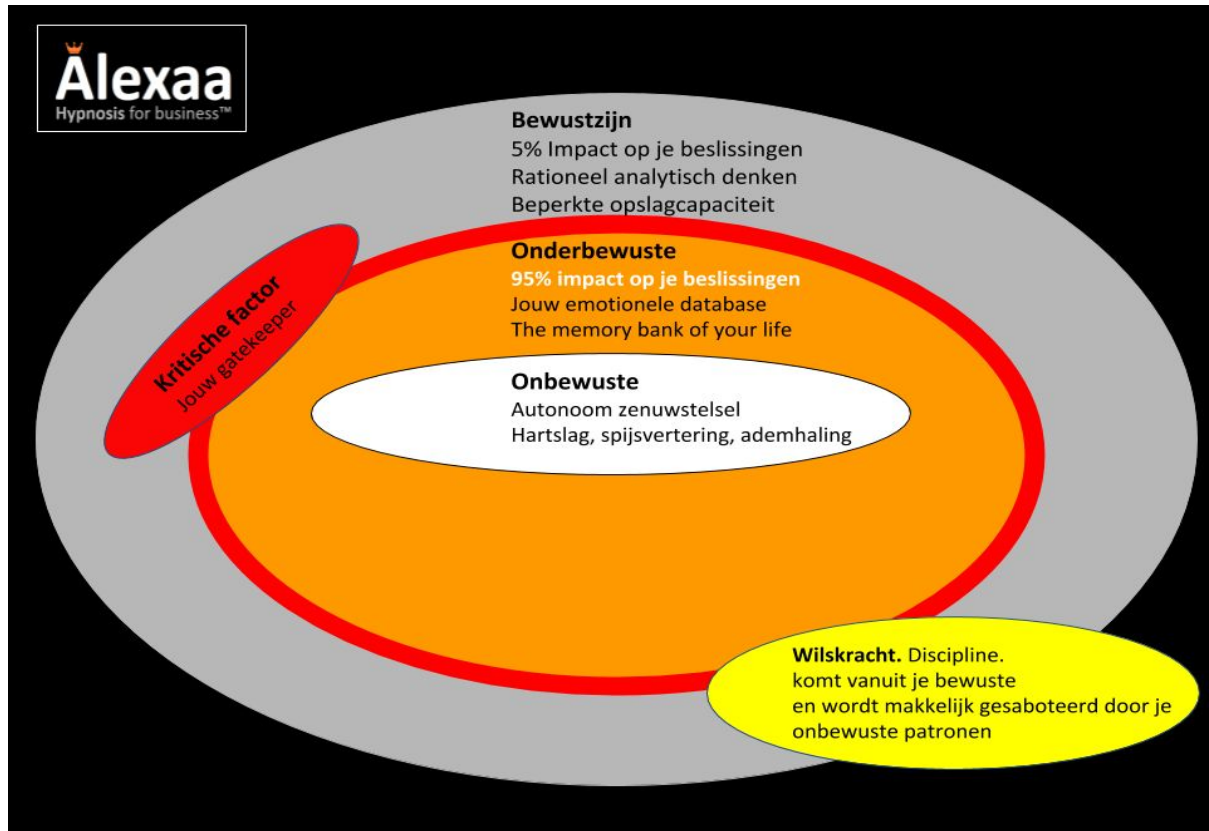 Alexaa
Hypnosis for business™
Bewustzijn
5% Impact op je beslissingen
Rationeel analytisch denken
Beperkte opslagcapaciteit
Kritische factor
Jouw gatekeeper
Onderbewuste
95% impact op je beslissingen
Jouw emotionele database
The memory bank of your life
Onbewuste
Autonoom zenuwstelsel
Hartslag, spijsvertering, ademhaling
Wilskracht. Discipline.
komt vanuit je bewuste
en wordt makkelijk gesaboteerd door je
onbewuste patronen